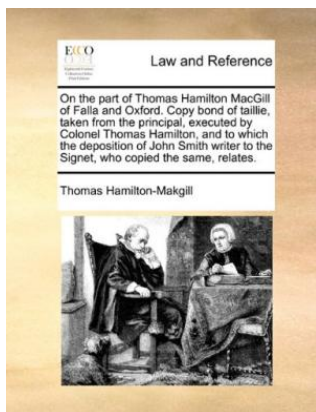 ECCO
Law and Reference
On the part of Thomas Hamilton MacGill
of Falla and Oxford. Copy bond of taillie,
taken from the principal, executed by
Colonel Thomas Hamilton, and to which
the deposition of John Smith writer to the
Signet, who copied the same, relates.
Thomas Hamilton-Makgill